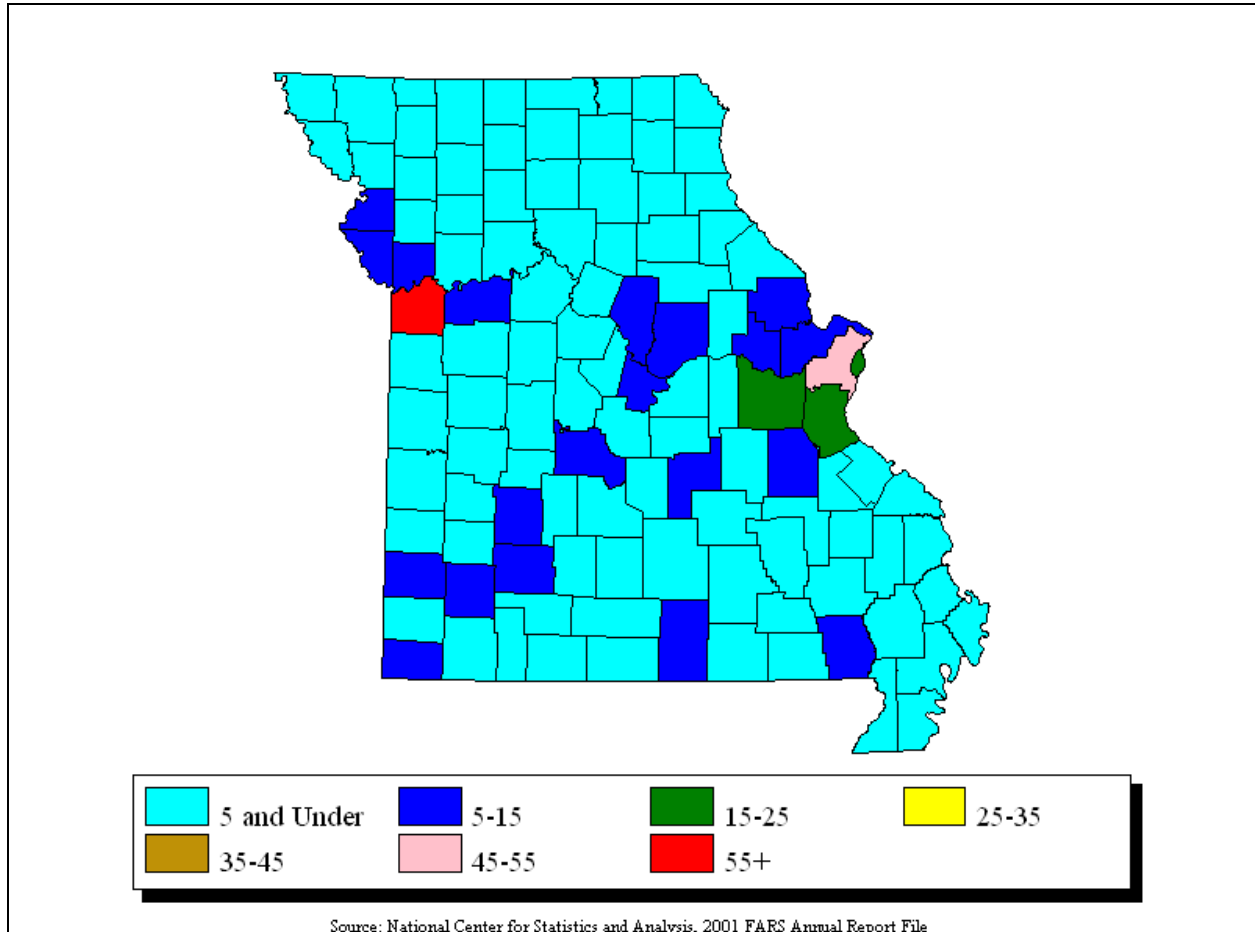 5 and Under 5-15 15-25 25-35
35-45 45-55 55+
Source: National Center for Statistics and Analysis, 2001 FARS Annual Report File